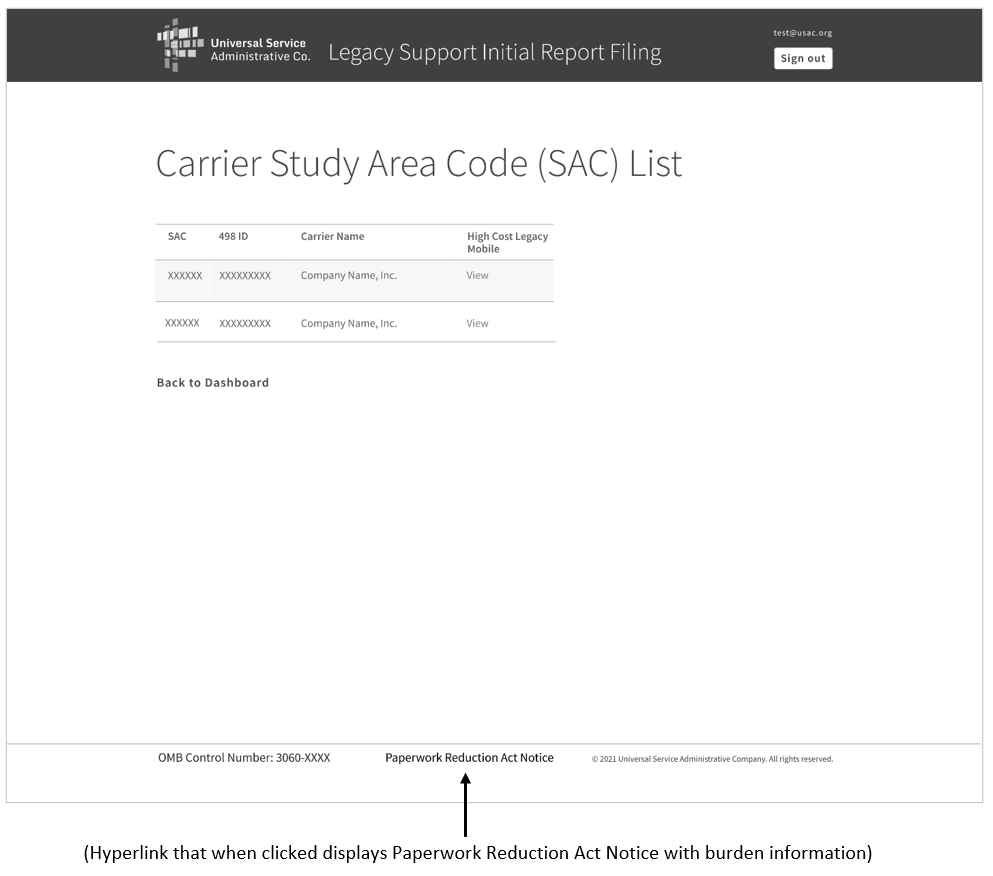 Universal Service
Administrative Co.
Legacy Support Initial Report Filing
test@usac.org
Sign out
Carrier Study Area Code (SAC) List
SAC 498 ID Carrier Name High Cost Legacy
Mobile
XXXXXX XXXXXXXXX Company Name, Inc. View
XXXXXX XXXXXXXXX Company Name, Inc. View
Back to Dashboard
OMB Control Number: 3060-XXXX Paperwork Reduction Act Notice © 2021 Universal Service Administrative Company. All rights reserved.
(Hyperlink that when clicked displays Paperwork Reduction Act Notice with burden information)